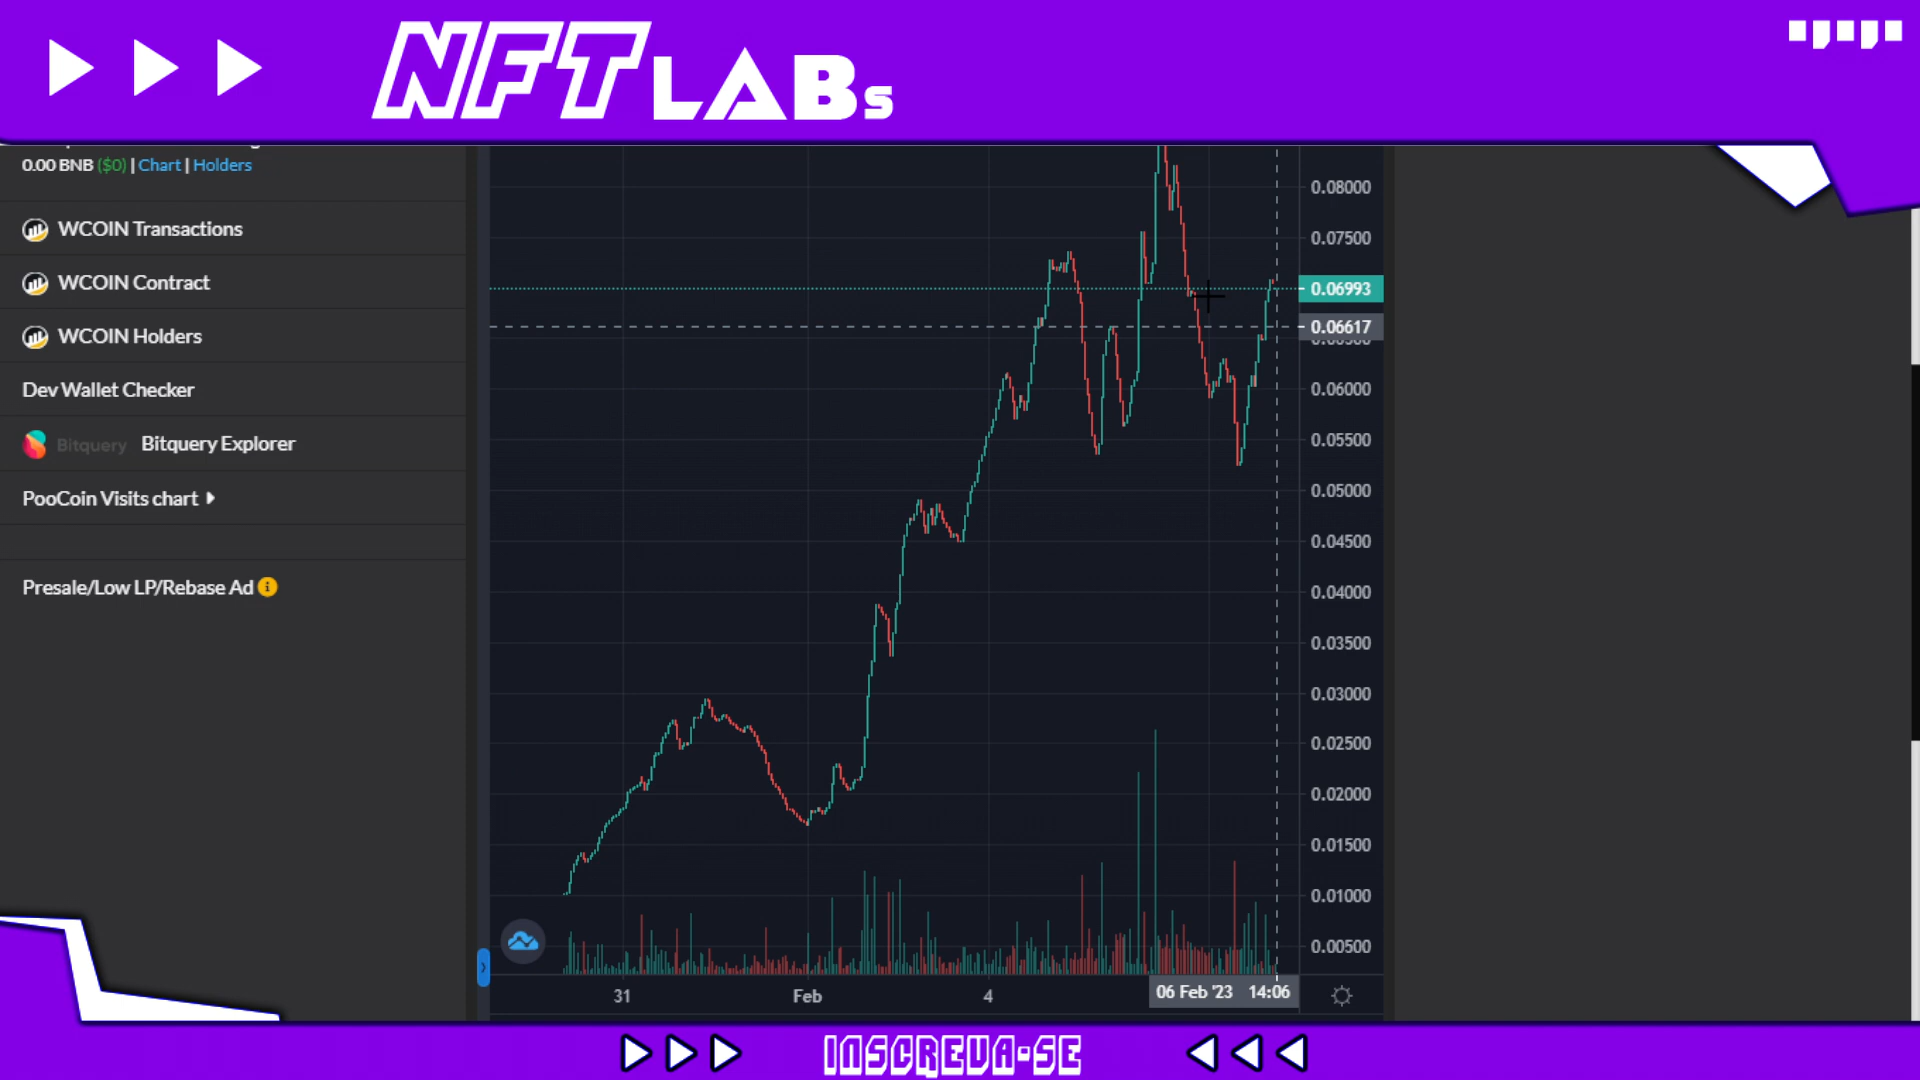 NFT LABs
0.00 BNB ($0) | Chart | Holders
WCOIN Transactions
WCOIN Contract
WCOIN Holders
Dev Wallet Checker
Bitquery Bitquery Explorer
PooCoin Visits chart
Presale/Low LP/Rebase Ad
0.08000
0.07500
0.06993
0.06617
0.06000
0.05500
0.05000
0.04500
0.04000
0.03500
0.03000
0.02500
0.02000
0.01500
0.01000
0.00500
31 Feb 4 06 Feb '23 14:06
INSCREVA-SE